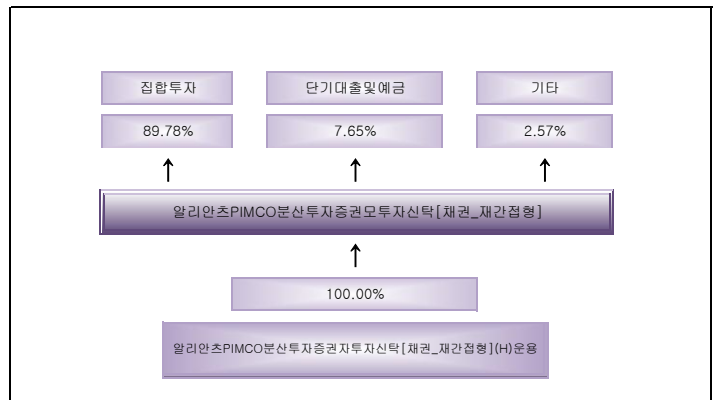 집합투자 단기대출및예금 기타
89.78% 7.65% 2.57%
알리안츠PIMCO분산투자증권모투자신탁[채권_재간접형]
100.00%
알리안츠PIMCO분산투자증권자투자신탁[채권_재간접형](H)운용